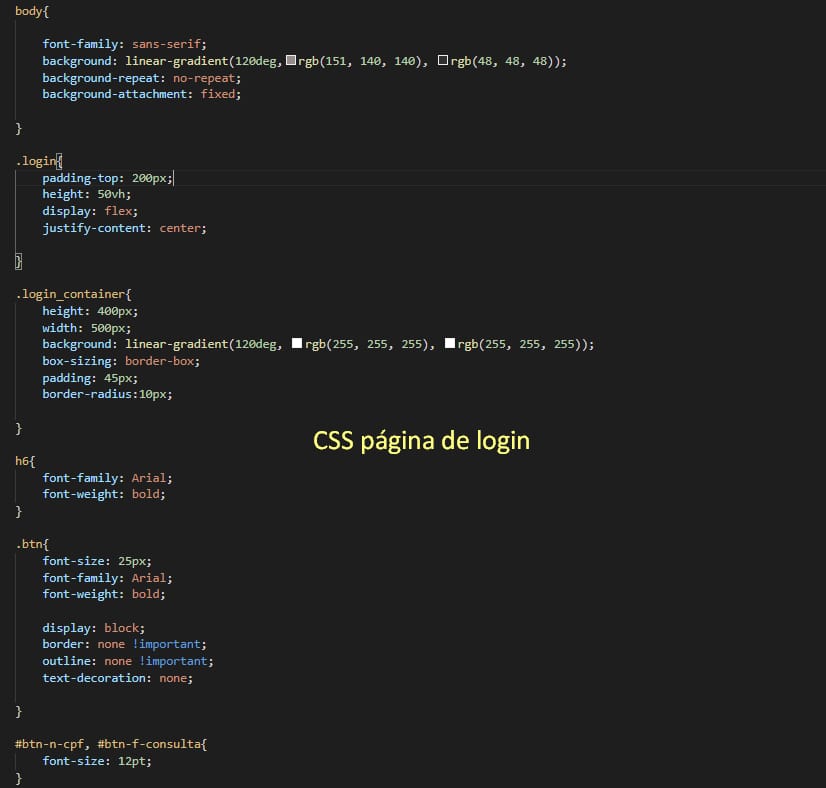 body{
font-family: sans-serif;
background: linear-gradient(120deg,rgb(151, 140, 140), rgb(48, 48, 48));
background-repeat: no-repeat;
background-attachment: fixed;
}
.login{
padding-top: 200px;
height: 50vh;
display: flex;
justify-content: center;
}
.login_container{
height: 400px;
width: 500px;
background: linear-gradient(120deg, rgb(255, 255, 255), rgb(255, 255, 255));
box-sizing: border-box;
padding: 45px;
border-radius:10px;
}
CSS página de login
h6{
font-family: Arial;
font-weight: bold;
}
.btn{
font-size: 25px;
font-family: Arial;
font-weight: bold;
display: block;
border: none !important;
outline: none !important;
text-decoration: none;
}
#btn-n-cpf, #btn-f-consulta{
font-size: 12pt;
}